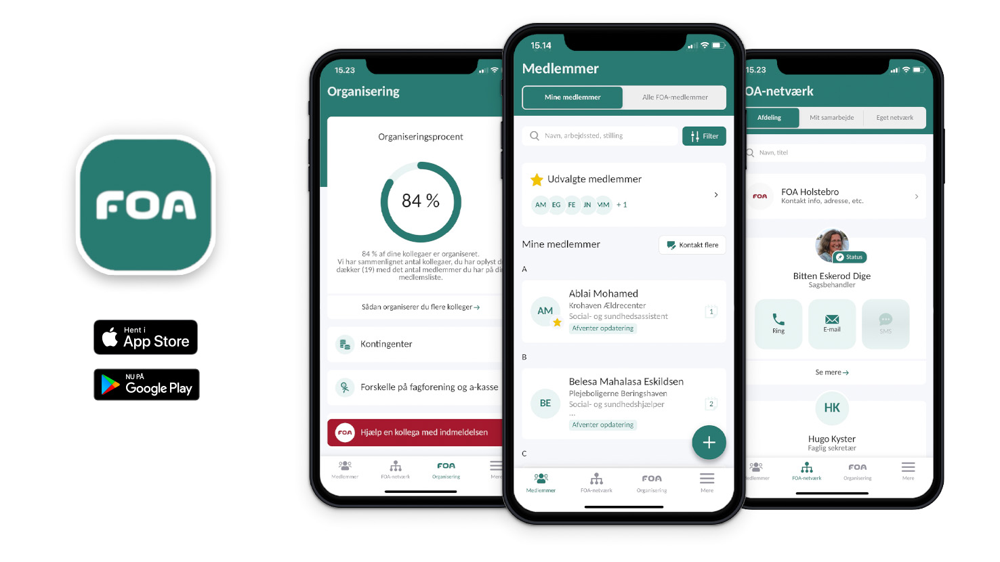 FOA
Hent i
App Store
NU PÅ
Google Play
15.23
Organisering
Organiseringsprocent
84 %
84 % af dine kollegaer er organiseret.
Vi har sammenlignet antal kollegaer, du har oplyst d
dækker (19) med det antal medlemmer du har på di
medlemsliste.
Sådan organiserer du flere kolleger→
Kontingenter
Forskelle på fagforening og a-kasse
FOA
Hjælp en kollega med indmeldelsen
Medlemmer
FOA-netværk
FOA
Organisering
Mere
15.14
Medlemmer
Mine medlemmer
Alle FOA-medlemmer
Navn, arbejdssted, stilling
Filter
Udvalgte medlemmer
AM EG FE JN MM + 1
Mine medlemmer
Kontakt flere
A
AM
Ablai Mohamed
Krohaven Ældrecenter
Social- og sundhedsassistent
Afventer opdatering
1
B
BE
Belesa Mahalasa Eskildsen
Plejeboligerne Beringshaven
Social- og sundhedshjælper
...
Afventer opdatering
2
C
Medlemmer
FOA-netværk
FOA
Organisering
Mere
15.23
OA-netværk
Afdeling
Mit samarbejde
Eget netværk
Navn, titel
FOA
FOA Holstebro
Kontakt info, adresse, etc.
Status
Bitten Eskerod Dige
Sagsbehandler
Ring
E-mail
SMS
Se mere→
HK
Hugo Kyster
Faglig sekretær
edlemmer
FOA-netværk
FOA
Organisering
Mere